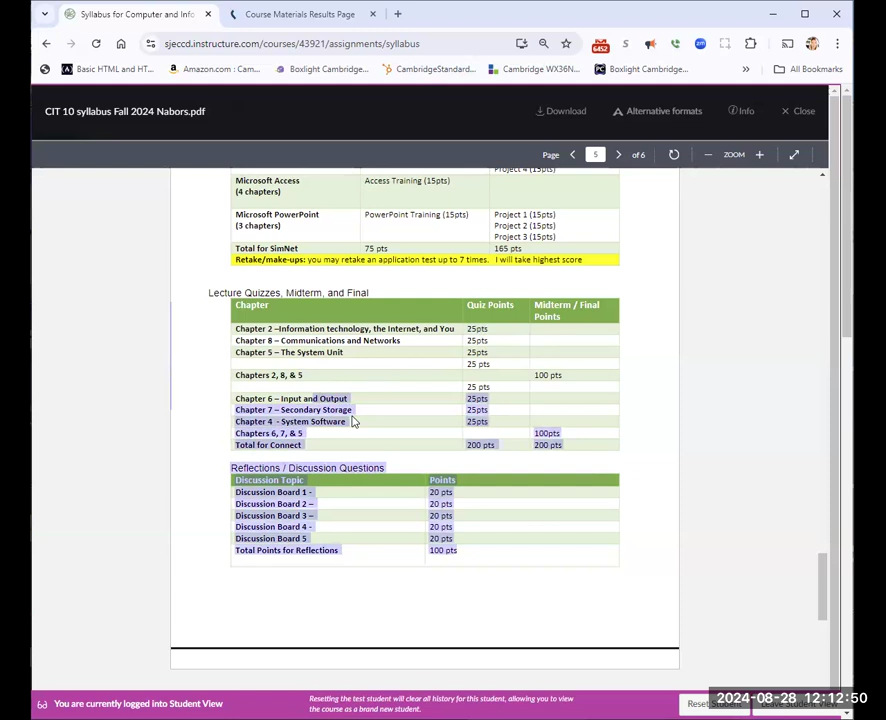 Syllabus for Computer and Info
Course Materials Results Page
sjeccd.instructure.com/courses/43921/assignments/syllabus
6452
Basic HTML and HT...
Amazon.com : Cam...
Boxlight Cambridge...
CambridgeStandard...
Cambridge WX36N...
Boxlight Cambridg...
All Bookmarks
CIT 10 syllabus Fall 2024 Nabors.pdf
Download
Alternative formats
Info
Close
Page 5 of 6
ZOOM
Project 4 (15pts)
Microsoft Access Access Training (15pts)
(4 chapters)
Microsoft PowerPoint PowerPoint Training (15pts) Project 1 (15pts)
(3 chapters) Project 2 (15pts)
Project 3 (15pts)
Total for SimNet 75 pts 165 pts
Retake/make-ups: you may retake an application test up to 7 times. I will take highest score
Lecture Quizzes, Midterm, and Final
Chapter Quiz Points Midterm / Final
Points
Chapter 2 –Information technology, the Internet, and You 25pts
Chapter 8 – Communications and Networks 25pts
Chapter 5 – The System Unit 25pts
25 pts
Chapters 2, 8, & 5 100 pts
25 pts
Chapter 6 – Input and Output 25pts
Chapter 7 – Secondary Storage 25pts
Chapter 4 - System Software 25pts
Chapters 6, 7, & 5 100pts
Total for Connect 200 pts 200 pts
Reflections / Discussion Questions
Discussion Topic Points
Discussion Board 1 - 20 pts
Discussion Board 2 – 20 pts
Discussion Board 3 – 20 pts
Discussion Board 4 - 20 pts
Discussion Board 5 20 pts
Total Points for Reflections 100 pts
You are currently logged into Student View
Resetting the test student will clear all history for this student, allowing you to view
the course as a brand new student.
Reset Student
Leave Student View
2024-08-28 12:12:50